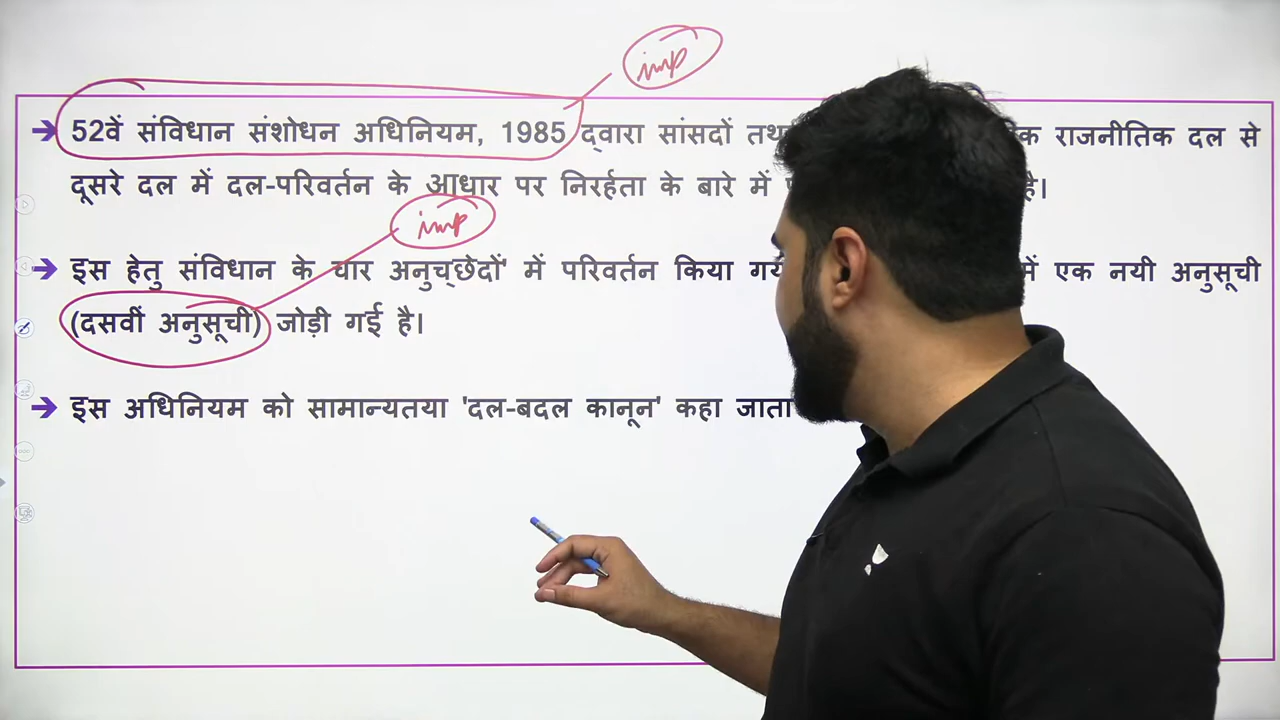 imp
52वें संविधान संशोधन अधिनियम, 1985 द्वारा सांसदों राजनीतिक दल से
दूसरे दल में दल-परिवर्तन के आधार पर निरर्हता के बारे में है।
imp
इस हेतु संविधान के चार अनुच्छेदों' में परिवर्तन किया में एक नयी अनुसूची
(दसवीं अनुसूची) जोड़ी गई है।
इस अधिनियम को सामान्यतया 'दल-बदल कानून' कहा जाता